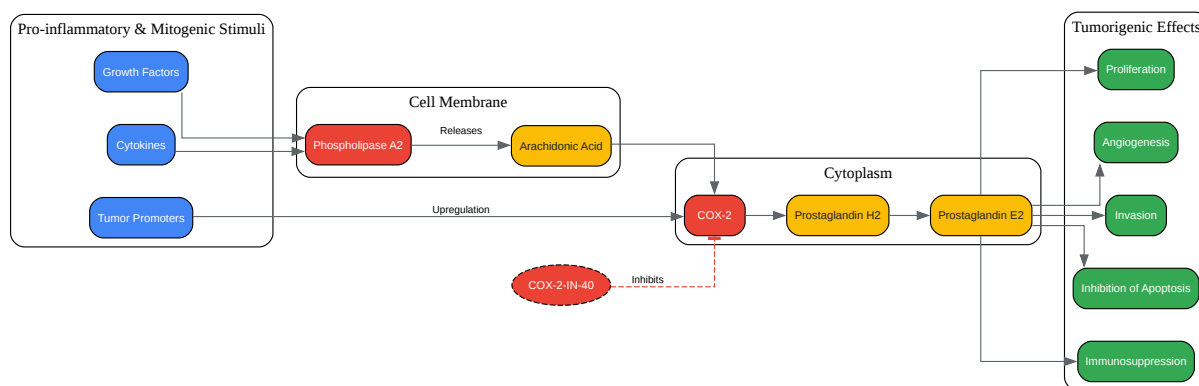 Pro-inflammatory & Mitogenic Stimuli
Growth Factors
Cytokines
Tumor Promoters
Cell Membrane
Phospholipase A2
Releases
Arachidonic Acid
Upregulation
Cytoplasm
COX-2
Prostaglandin H2
Prostaglandin E2
COX-2-IN-40
Inhibits
Tumorigenic Effects
Proliferation
Angiogenesis
Invasion
Inhibition of Apoptosis
Immunosuppression